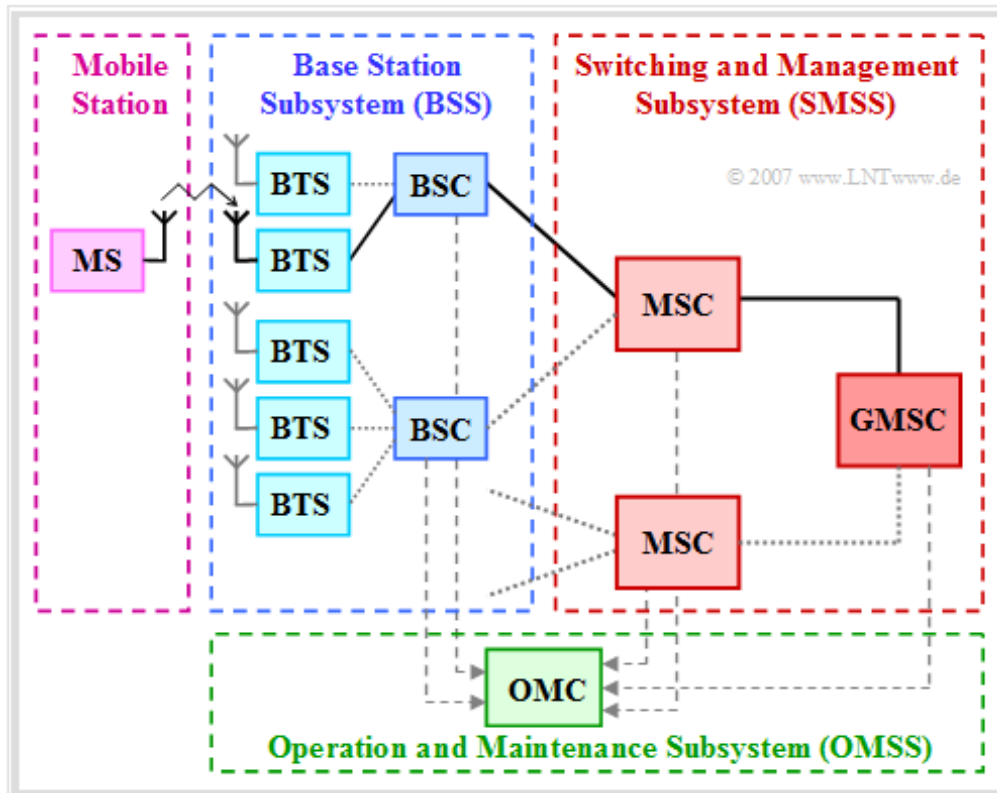 Mobile
Station
Base Station
Subsystem (BSS)
Switching and Management
Subsystem (SMSS)
© 2007 www.LNTwww.de
BTS
BSC
MS
BTS
MSC
BTS
BTS
BSC
GMSC
BTS
MSC
OMC
Operation and Maintenance Subsystem (OMSS)